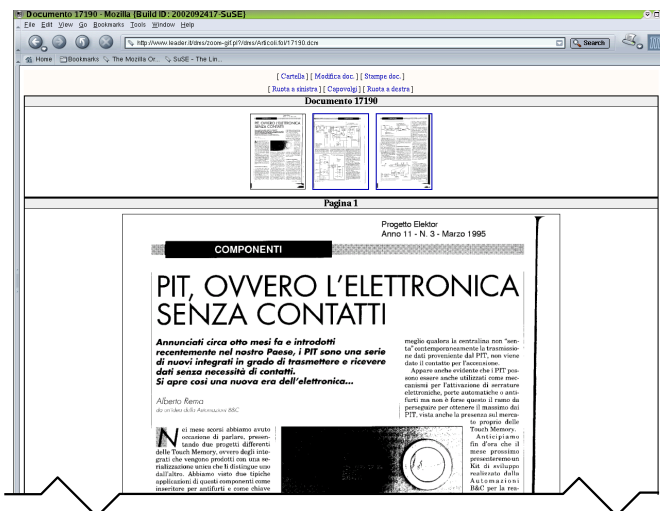 Documento 17190 - Mozilla {Build ID: 2002092417-SuSE}
File Edit View Go Bookmarks Tools Window Help
http://www.leader.it/dms/zoom-gif.pl?/dms/Articoli.fol/17190.dcm
Search
Home Bookmarks The Mozilla Or... SuSE - The Lin...
[ Cartella ] [ Modifica doc. ] [ Stampe doc. ]
[ Ruota a sinistra ] [ Capovolgi ] [ Ruota a destra ]
Documento 17190
Pagina 1
Progetto Elektor
Anno 11 - N. 3 - Marzo 1995
COMPONENTI
PIT, OVVERO L'ELETTRONICA
SENZA CONTATTI
Annunciati circa otto mesi fa e introdotti
recentemente nel nostro Paese, i PIT sono una serie
di nuovi integrati in grado di trasmettere e ricevere
dati senza necessità di contatti.
Si apre così una nuova era dell'elettronica...
Alberto Rema
da un'idea della Automazioni B&C
Nei mese scorsi abbiamo avuto
occasione di parlare, presen-
tando due progetti differenti
delle Touch Memory, ovvero degli inte-
grati che vengono prodotti con una se-
rializzazione unica che li distingue uno
dall'altro. Abbiamo visto due tipiche
applicazioni di questi componenti come
inseritore per antifurti e come chiave
meglio qualora la centralina non "sen-
ta" contemporaneamente la trasmissio-
ne dati proveniente dal PIT, non viene
dato il contatto per l'accensione.
Appare anche evidente che i PIT pos-
sono essere anche utilizzati come mec-
canismi per l'attivazione di serrature
elettroniche, porte automatiche o anti-
furti ma non è forse questo il ramo da
perseguire per ottenere il massimo dai
PIT, vista anche la presenza sul merca-
to proprio delle
Touch Memory.
Anticipiamo
fin d'ora che il
mese prossimo
presenteremo un
Kit di sviluppo
realizzato dalla
Automazioni
B&C per la rea-